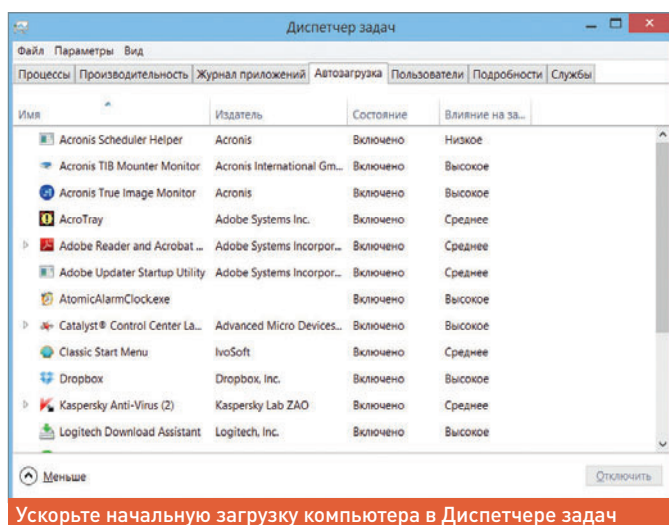 Диспетчер задач
Файл Параметры Вид
Процессы Производительность Журнал приложений Автозагрузка Пользователи Подробности Службы
Имя Издатель Состояние Влияние на за...
Acronis Scheduler Helper Acronis Включено Низкое
Acronis TIB Mounter Monitor Acronis International Gm... Включено Высокое
Acronis True Image Monitor Acronis Включено Высокое
AcroTray Adobe Systems Inc. Включено Среднее
Adobe Reader and Acrobat ... Adobe Systems Incorpor... Включено Среднее
Adobe Updater Startup Utility Adobe Systems Incorpor... Включено Среднее
AtomicAlarmClock.exe Включено Высокое
Catalyst® Control Center La... Advanced Micro Devices... Включено Высокое
Classic Start Menu IvoSoft Включено Среднее
Dropbox Dropbox, Inc. Включено Высокое
Kaspersky Anti-Virus (2) Kaspersky Lab ZAO Включено Среднее
Logitech Download Assistant Logitech, Inc. Включено Высокое
Меньше Отключить
Ускорьте начальную загрузку компьютера в Диспетчере задач